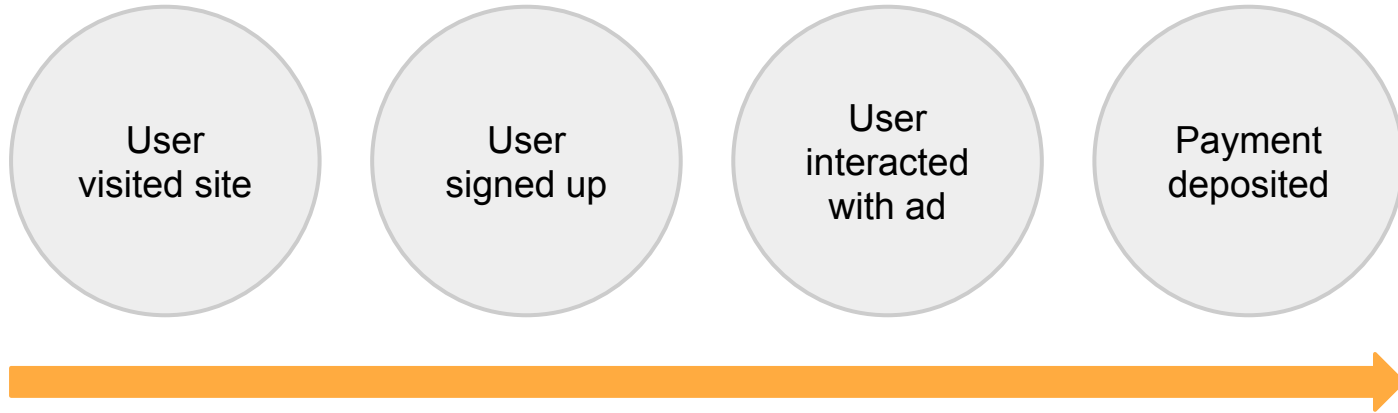 User
visited site
User
signed up
User
interacted
with ad
Payment
deposited